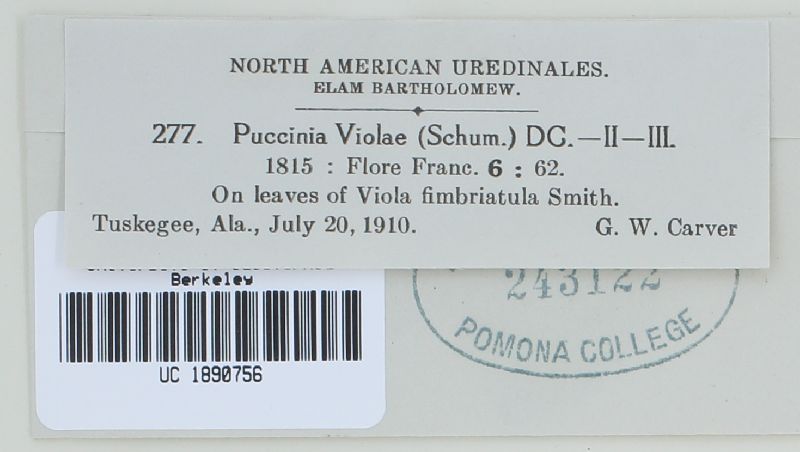 NORTH AMERICAN UREDINALES.
ELAM BARTHOLOMEW.
277. Puccinia Violae (Schum.) DC.—II—III.
1815 : Flore Franc. 6 : 62.
On leaves of Viola fimbriatula Smith.
Tuskegee, Ala., July 20, 1910. G. W. Carver
Berkeley
UC 1890756
243122
POMONA COLLEGE